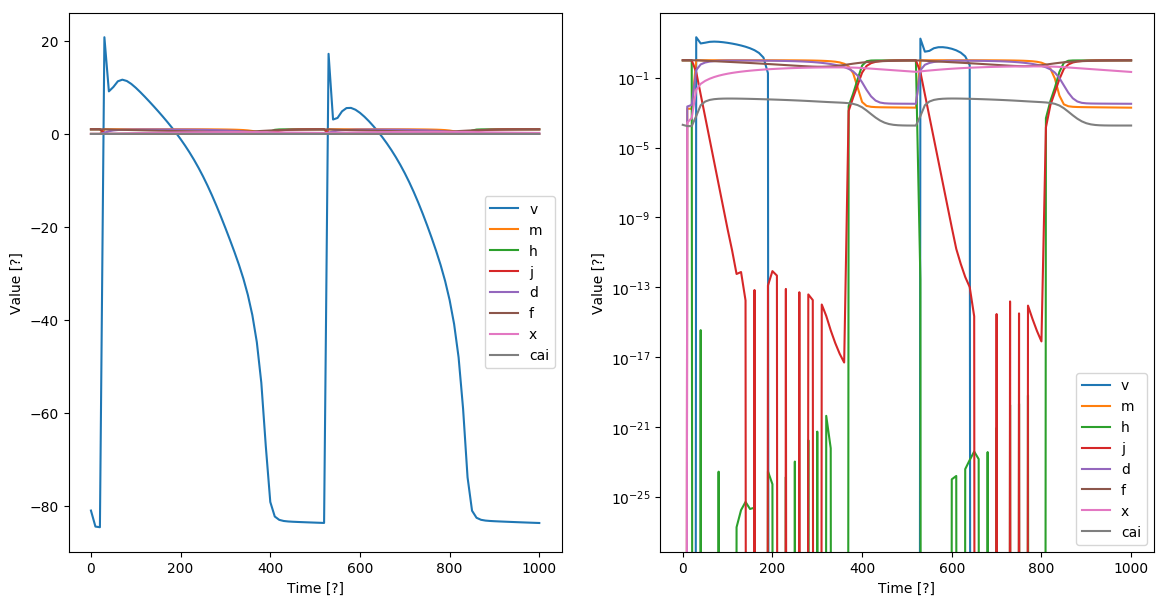 20
0
−20
−40
−60
−80
0
200
400
600
800
1000
Value [?]
Time [?]
v
m
h
j
d
f
x
cai
10⁻¹
10⁻⁵
10⁻⁹
10⁻¹³
10⁻¹⁷
10⁻²¹
10⁻²⁵
0
200
400
600
800
1000
Value [?]
Time [?]
v
m
h
j
d
f
x
cai